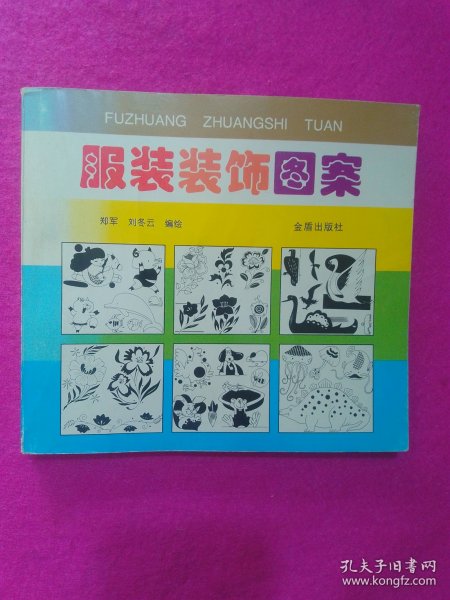 FUZHUANG ZHUANGSHI TUAN
服装装饰图案
郑军 刘冬云 编绘 金盾出版社
孔夫子旧书网
www.kongfz.com